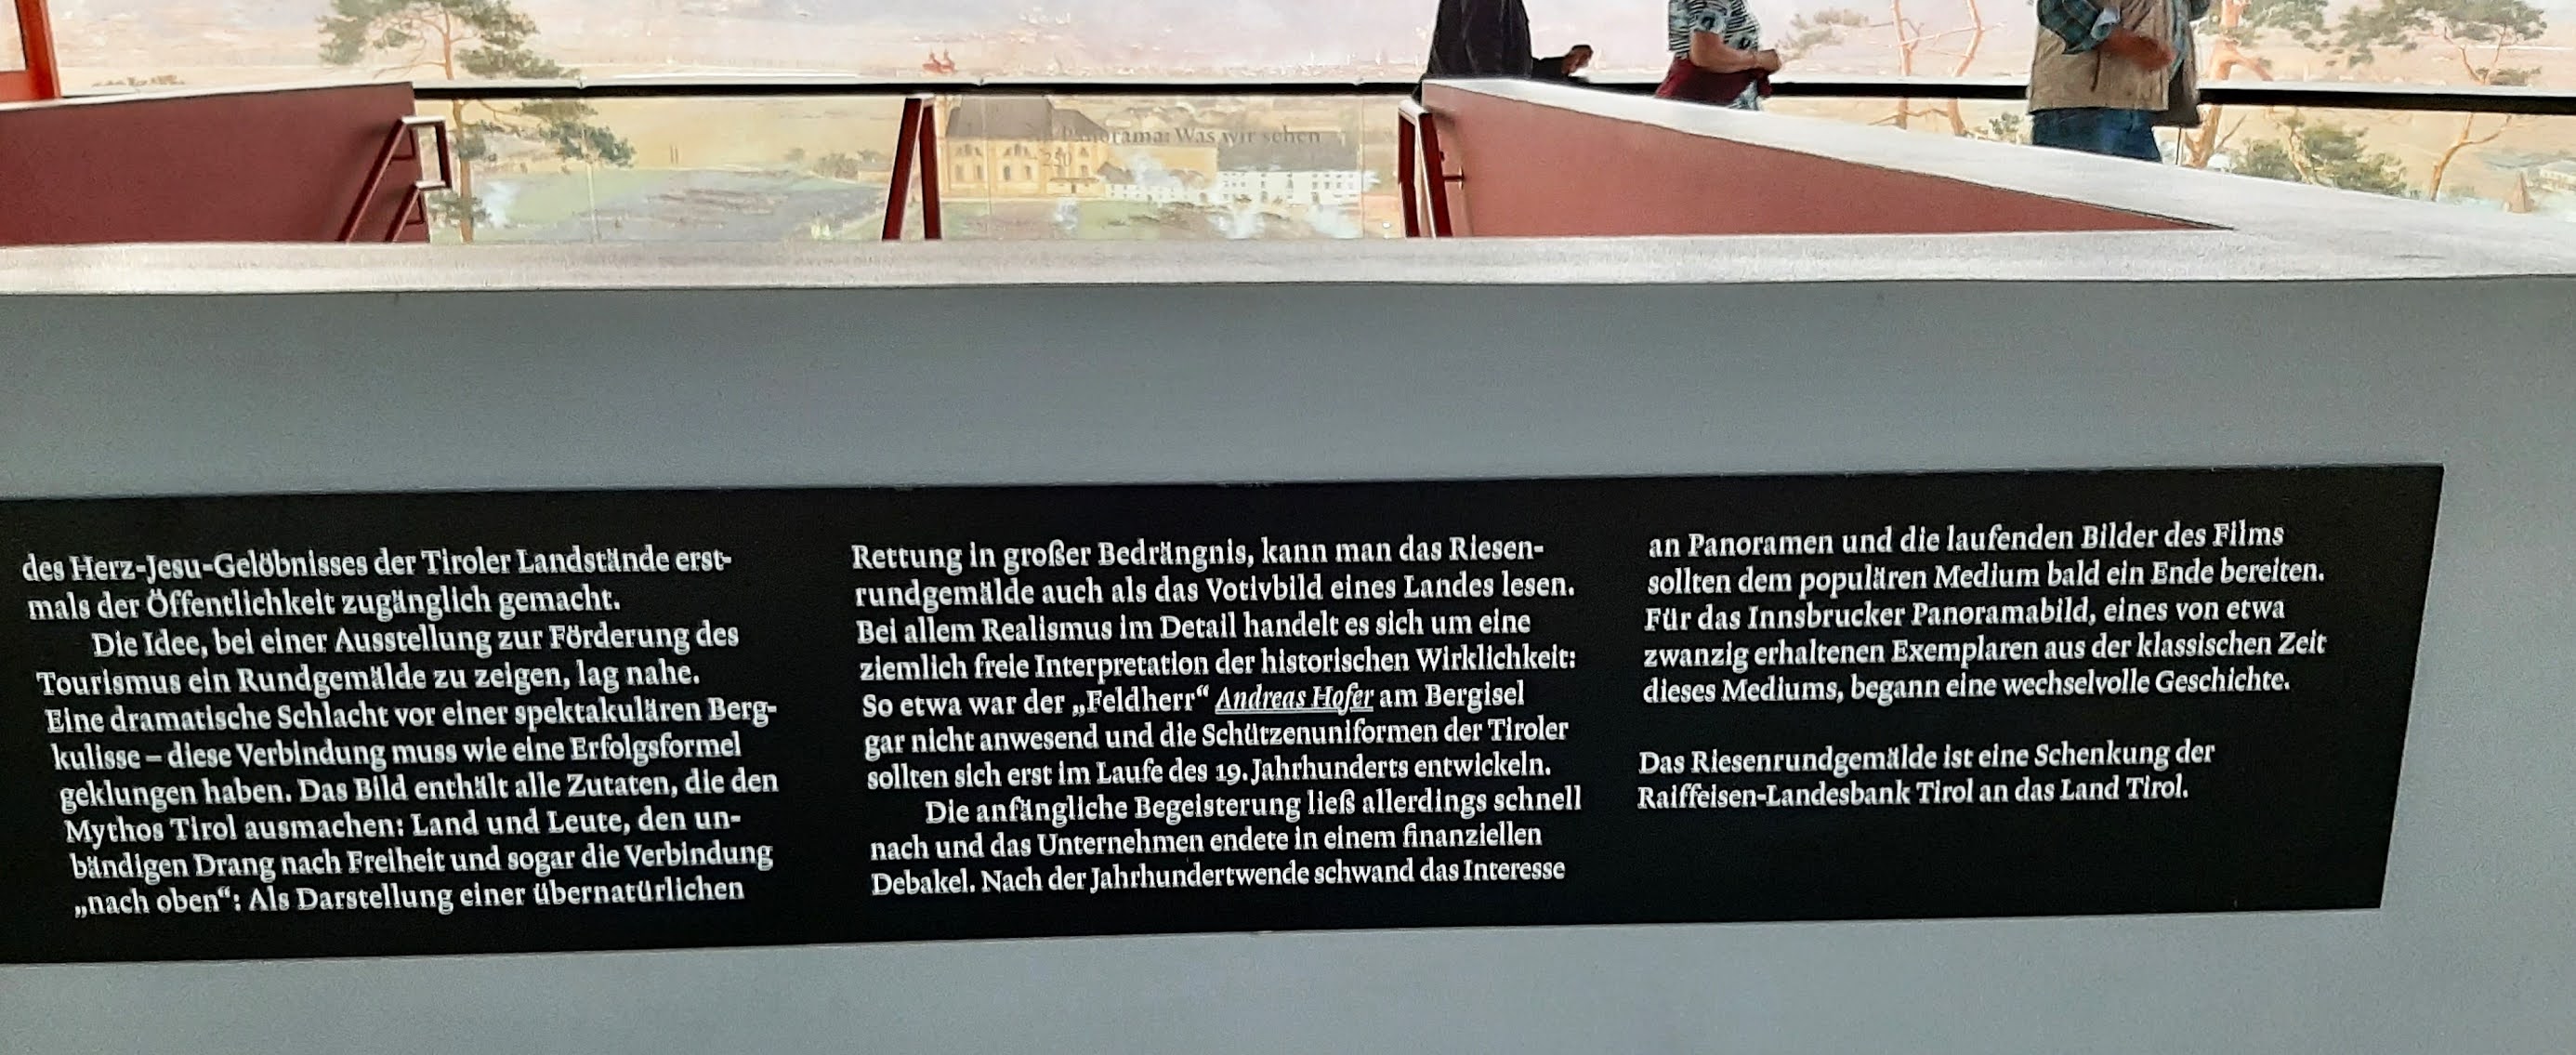 Panorama: Was wir sehen
des Herz-Jesu-Gelöbnisses der Tiroler Landstände erst-
mals der Öffentlichkeit zugänglich gemacht.
Die Idee, bei einer Ausstellung zur Förderung des
Tourismus ein Rundgemälde zu zeigen, lag nahe.
Eine dramatische Schlacht vor einer spektakulären Berg-
kulisse – diese Verbindung muss wie eine Erfolgsformel
geklungen haben. Das Bild enthält alle Zutaten, die den
Mythos Tirol ausmachen: Land und Leute, den un-
bändigen Drang nach Freiheit und sogar die Verbindung
„nach oben“: Als Darstellung einer übernatürlichen
Rettung in großer Bedrängnis, kann man das Riesen-
rundgemälde auch als das Votivbild eines Landes lesen.
Bei allem Realismus im Detail handelt es sich um eine
ziemlich freie Interpretation der historischen Wirklichkeit:
So etwa war der „Feldherr“ Andreas Hofer am Bergisel
gar nicht anwesend und die Schützenuniformen der Tiroler
sollten sich erst im Laufe des 19. Jahrhunderts entwickeln.
Die anfängliche Begeisterung ließ allerdings schnell
nach und das Unternehmen endete in einem finanziellen
Debakel. Nach der Jahrhundertwende schwand das Interesse
an Panoramen und die laufenden Bilder des Films
sollten dem populären Medium bald ein Ende bereiten.
Für das Innsbrucker Panoramabild, eines von etwa
zwanzig erhaltenen Exemplaren aus der klassischen Zeit
dieses Mediums, begann eine wechselvolle Geschichte.
Das Riesenrundgemälde ist eine Schenkung der
Raiffeisen-Landesbank Tirol an das Land Tirol.